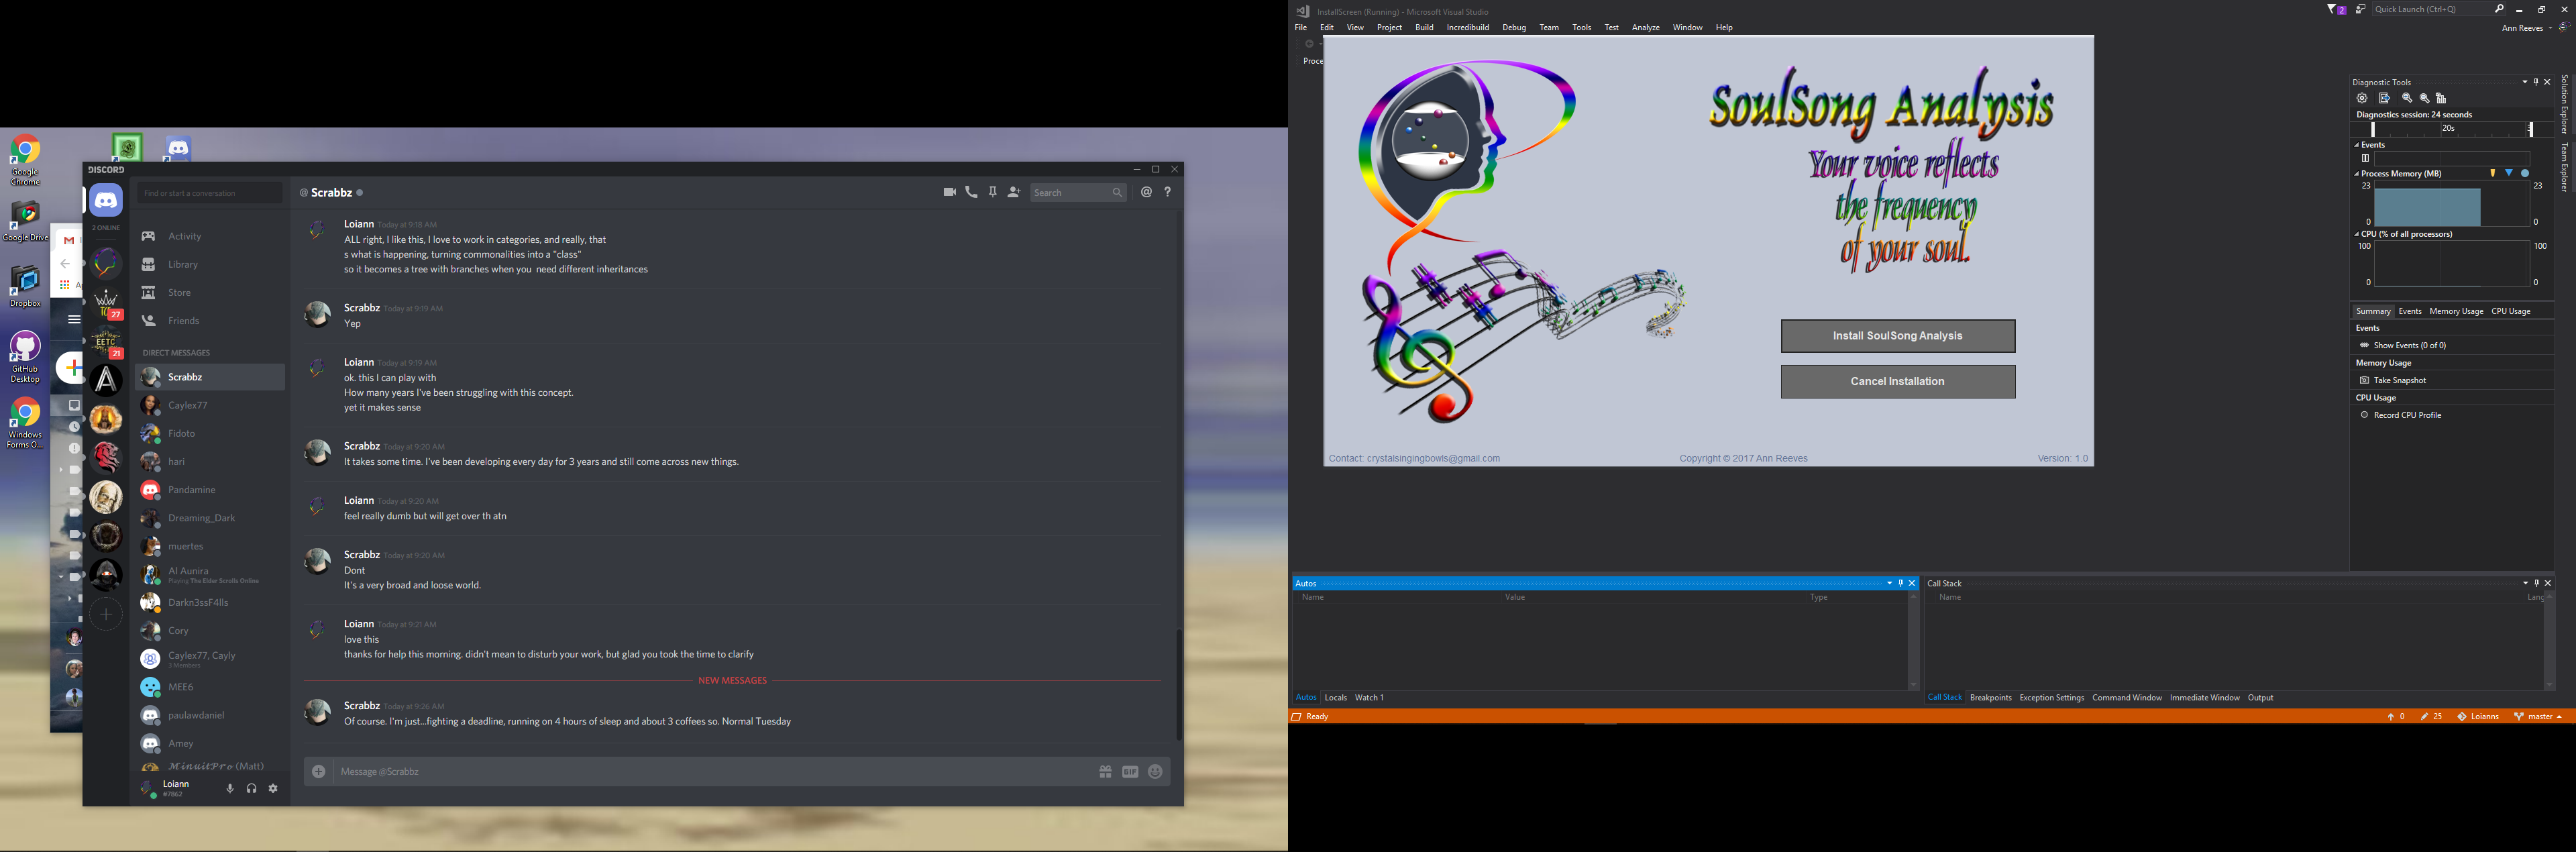 Google
Chrome
Google Drive
Dropbox
GitHub
Desktop
Windows
Forms O...
DISCORD
2 ONLINE
27
EETC
21
Find or start a conversation
Activity
Library
Store
Friends
DIRECT MESSAGES
Scrabbz
Caylex77
Fidoto
hari
Pandamine
Dreaming_Dark
muertes
Al Aunira
Playing The Elder Scrolls Online
Darkn3ssF4lls
Cory
Caylex77, Cayly
3 Members
MEE6
paulawdaniel
Amey
MinuitPro (Matt)
Loiann
#7862
@ Scrabbz
Search
Loiann Today at 9:18 AM
ALL right, I like this, I love to work in categories, and really, that
s what is happening, turning commonalities into a "class"
so it becomes a tree with branches when you need different inheritances
Scrabbz Today at 9:19 AM
Yep
Loiann Today at 9:19 AM
ok. this I can play with
How many years I've been struggling with this concept.
yet it makes sense
Scrabbz Today at 9:20 AM
It takes some time. I've been developing every day for 3 years and still come across new things.
Loiann Today at 9:20 AM
feel really dumb but will get over th atn
Scrabbz Today at 9:20 AM
Dont
It's a very broad and loose world.
Loiann Today at 9:21 AM
love this
thanks for help this morning. didn't mean to disturb your work, but glad you took the time to clarify
NEW MESSAGES
Scrabbz Today at 9:26 AM
Of course. I'm just...fighting a deadline, running on 4 hours of sleep and about 3 coffees so. Normal Tuesday
Message @Scrabbz
GIF
InstallScreen (Running) - Microsoft Visual Studio
2
Quick Launch (Ctrl+Q)
File Edit View Project Build Incredibuild Debug Team Tools Test Analyze Window Help
Ann Reeves
Proce
SoulSong Analysis
Your voice reflects
the frequency
of your soul.
Install SoulSong Analysis
Cancel Installation
Contact: crystalsingingbowls@gmail.com
Copyright © 2017 Ann Reeves
Version: 1.0
Diagnostic Tools
Diagnostics session: 24 seconds
20s
Events
Process Memory (MB)
23 23
0 0
CPU (% of all processors)
100 100
0 0
Summary Events Memory Usage CPU Usage
Events
Show Events (0 of 0)
Memory Usage
Take Snapshot
CPU Usage
Record CPU Profile
Solution Explorer
Team Explorer
Autos
Name Value Type
Autos Locals Watch 1
Call Stack
Name Lang
Call Stack Breakpoints Exception Settings Command Window Immediate Window Output
Ready
0 25 Loianns master